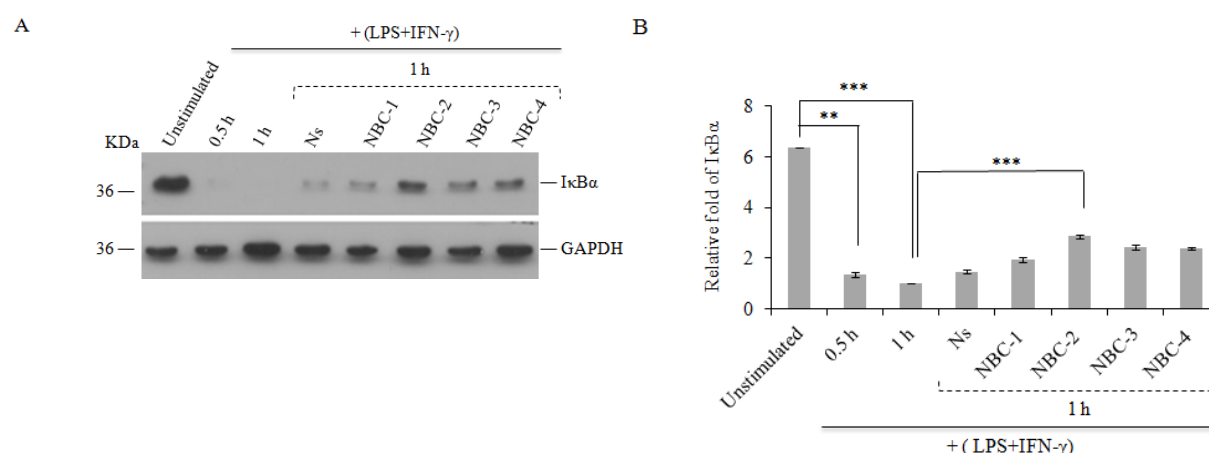 A
+ (LPS+IFN-γ)
1 h
Unstimulated
0.5 h
1 h
Ns
NBC-1
NBC-2
NBC-3
NBC-4
KDa
36
IκBα
36
GAPDH
B
Relative fold of IκBα
8
6
4
2
0
***
**
***
Unstimulated
0.5 h
1 h
Ns
NBC-1
NBC-2
NBC-3
NBC-4
1 h
+ ( LPS+IFN-γ)